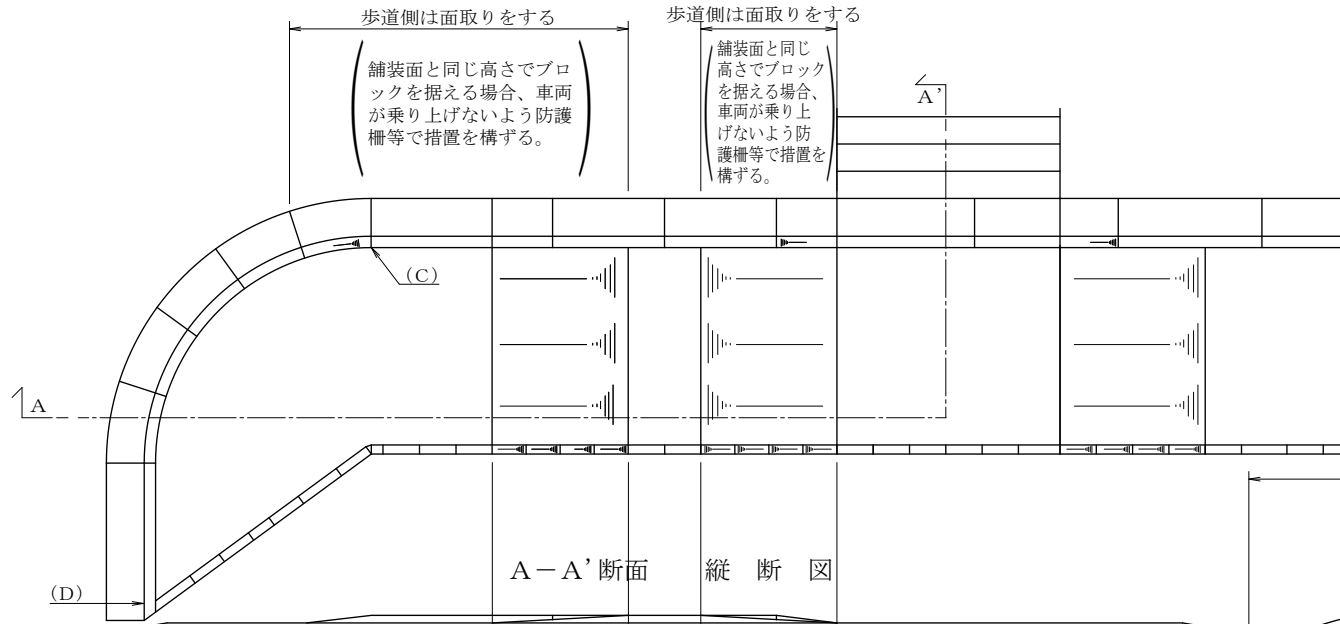 歩道側は面取りをする
舗装面と同じ高さでブロ
ックを据える場合、車両
が乗り上げないよう防護
柵等で措置を構ずる。
歩道側は面取りをする
舗装面と同じ
高さでブロック
を据える場合、
車両が乗り上
げないよう防
護柵等で措置を
構ずる。
A’
(C)
A
(D)
A－A’断面　縦断図